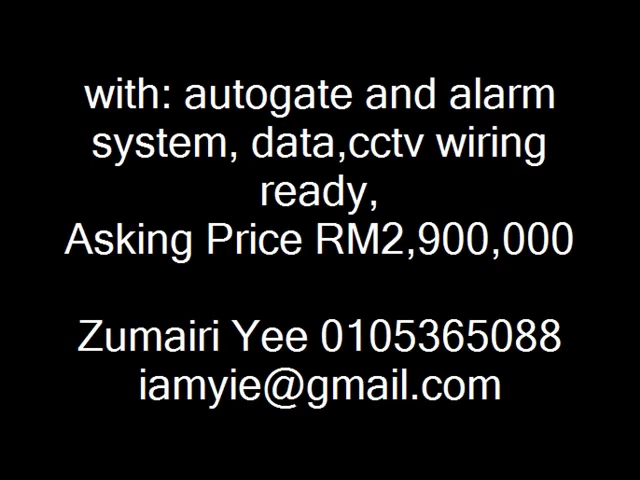 with: autogate and alarm
system, data,cctv wiring
ready,
Asking Price RM2,900,000
Zumairi Yee 0105365088
iamyie@gmail.com